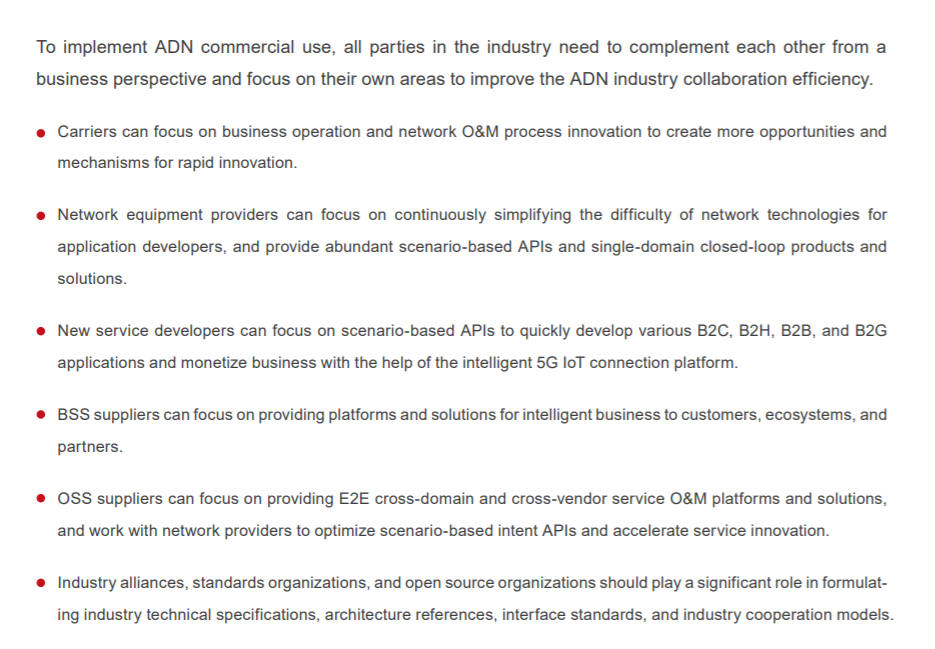 To implement ADN commercial use, all parties in the industry need to complement each other from a
business perspective and focus on their own areas to improve the ADN industry collaboration efficiency.
● Carriers can focus on business operation and network O&M process innovation to create more opportunities and
mechanisms for rapid innovation.
● Network equipment providers can focus on continuously simplifying the difficulty of network technologies for
application developers, and provide abundant scenario-based APIs and single-domain closed-loop products and
solutions.
● New service developers can focus on scenario-based APIs to quickly develop various B2C, B2H, B2B, and B2G
applications and monetize business with the help of the intelligent 5G IoT connection platform.
● BSS suppliers can focus on providing platforms and solutions for intelligent business to customers, ecosystems, and
partners.
● OSS suppliers can focus on providing E2E cross-domain and cross-vendor service O&M platforms and solutions,
and work with network providers to optimize scenario-based intent APIs and accelerate service innovation.
● Industry alliances, standards organizations, and open source organizations should play a significant role in formulat-
ing industry technical specifications, architecture references, interface standards, and industry cooperation models.